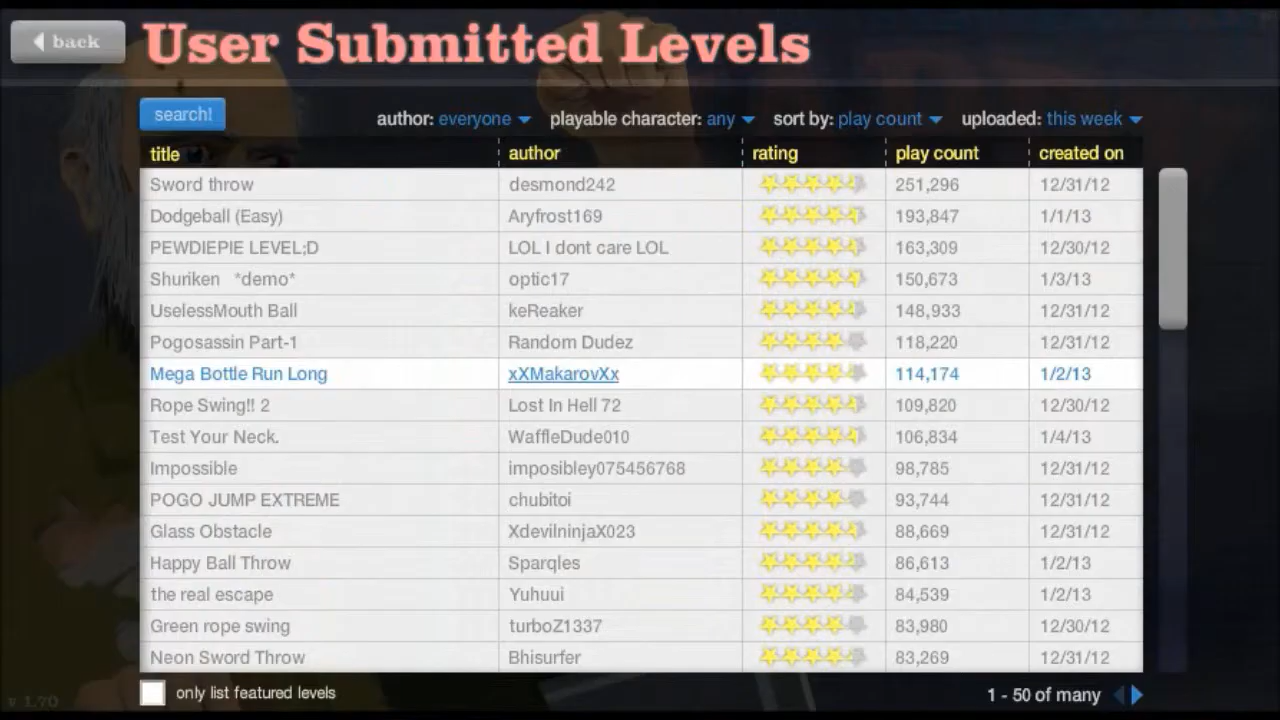 back
User Submitted Levels
search!
author: everyone playable character: any sort by: play count uploaded: this week
title author rating play count created on
Sword throw desmond242 251,296 12/31/12
Dodgeball (Easy) Aryfrost169 193,847 1/1/13
PEWDIEPIE LEVEL;D LOL I dont care LOL 163,309 12/30/12
Shuriken *demo* optic17 150,673 1/3/13
UselessMouth Ball keReaker 148,933 12/31/12
Pogosassin Part-1 Random Dudez 118,220 12/31/12
Mega Bottle Run Long xXMakarovXx 114,174 1/2/13
Rope Swing!! 2 Lost In Hell 72 109,820 12/30/12
Test Your Neck. WaffleDude010 106,834 1/4/13
Impossible imposibley075456768 98,785 12/31/12
POGO JUMP EXTREME chubitoi 93,744 12/31/12
Glass Obstacle XdevilninjaX023 88,669 12/31/12
Happy Ball Throw Sparqles 86,613 1/2/13
the real escape Yuhuui 84,539 1/2/13
Green rope swing turboZ1337 83,980 12/30/12
Neon Sword Throw Bhisurfer 83,269 12/31/12
only list featured levels 1 - 50 of many
v 1.70